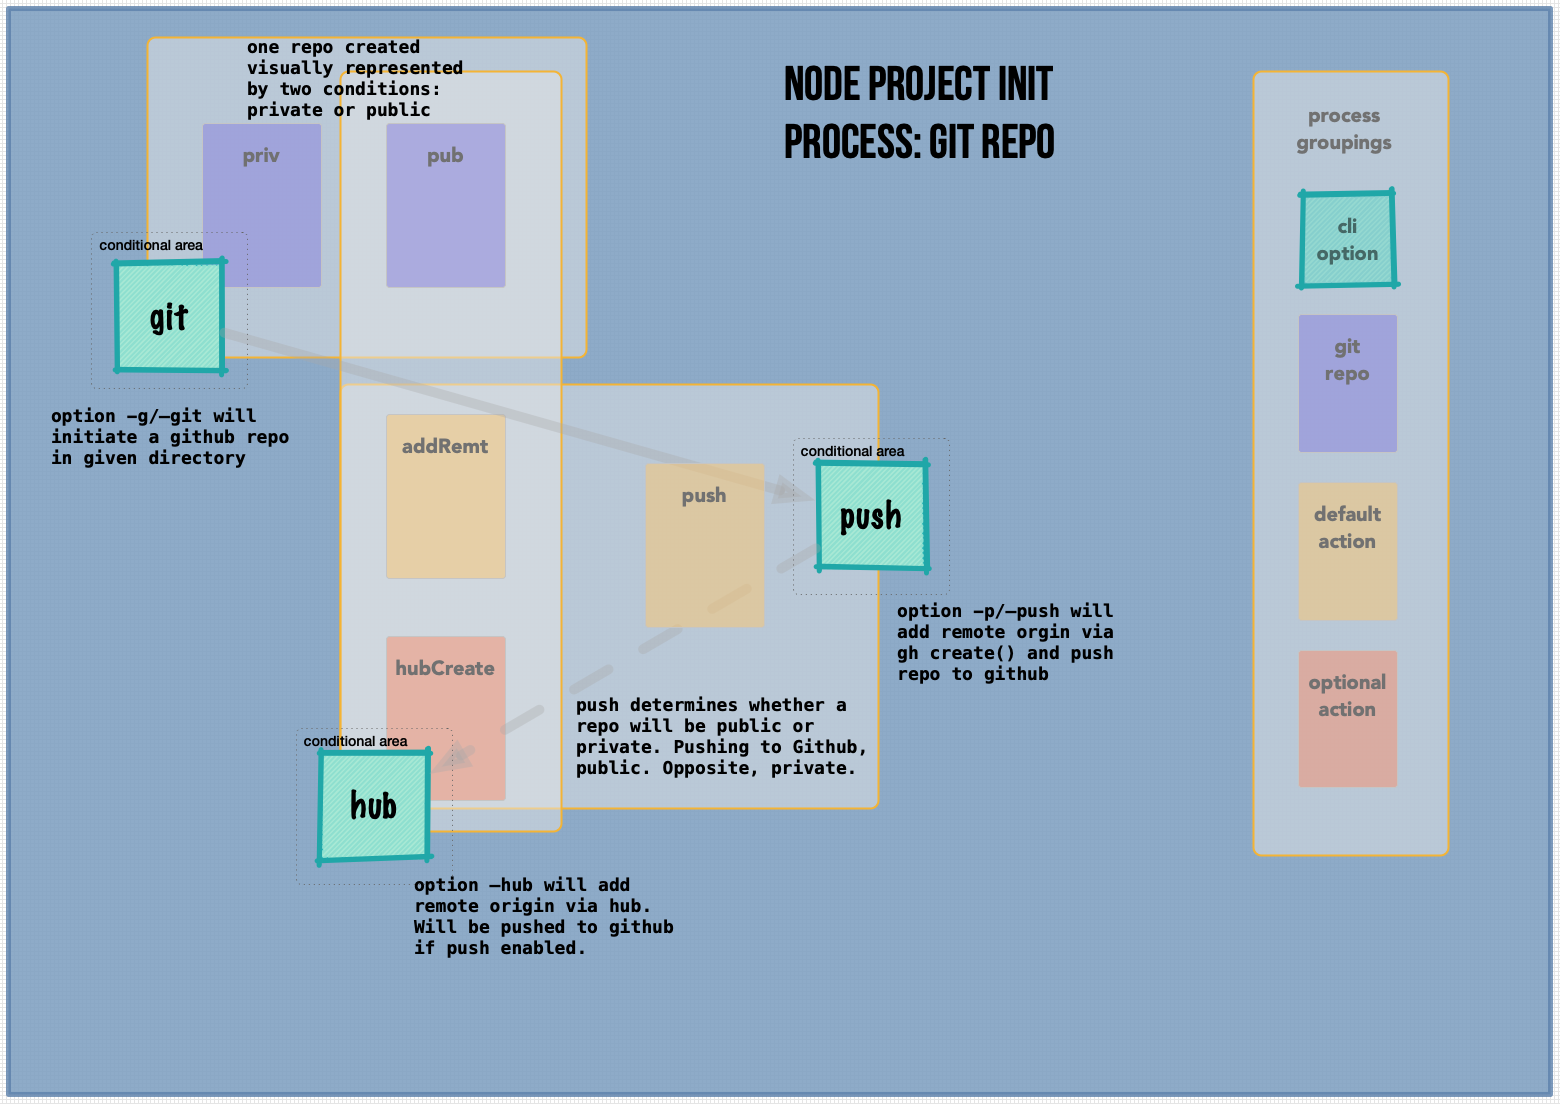 one repo created
visually represented
by two conditions:
private or public
NODE PROJECT INIT
PROCESS: GIT REPO
priv
pub
conditional area
git
option –g/–git will
initiate a github repo
in given directory
addRemt
push
conditional area
push
option –p/–push will
add remote orgin via
gh create() and push
repo to github
hubCreate
push determines whether a
repo will be public or
private. Pushing to Github,
public. Opposite, private.
conditional area
hub
option –hub will add
remote origin via hub.
Will be pushed to github
if push enabled.
process
groupings
cli
option
git
repo
default
action
optional
action